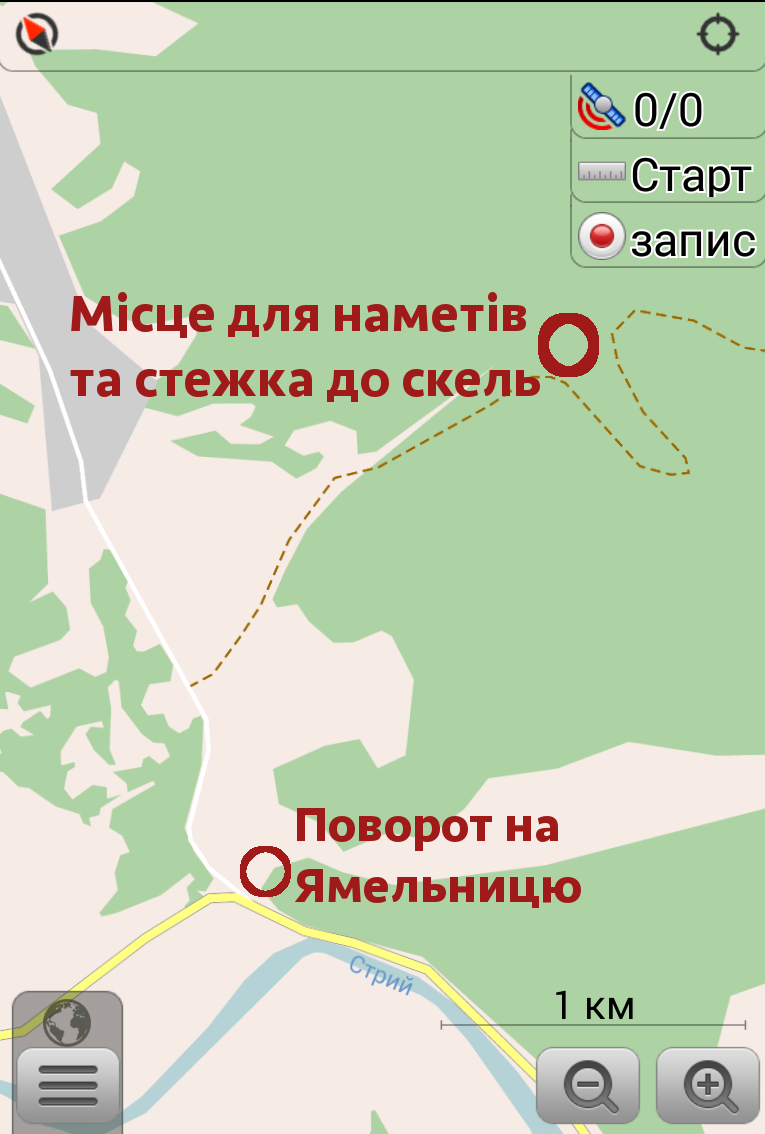 0/0
Старт
запис
Місце для наметів
та стежка до скель
Поворот на
Ямельницю
Стрий
1 км